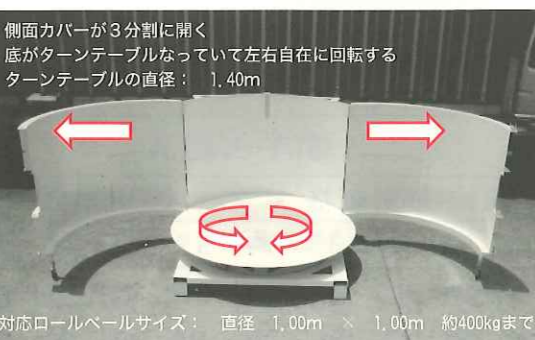 側面カバーが３分割に開く
底がターンテーブルなっていて左右自在に回転する
ターンテーブルの直径： 1,40m
対応ロールベールサイズ： 直径 1,00m × 1,00m 約400kgまで